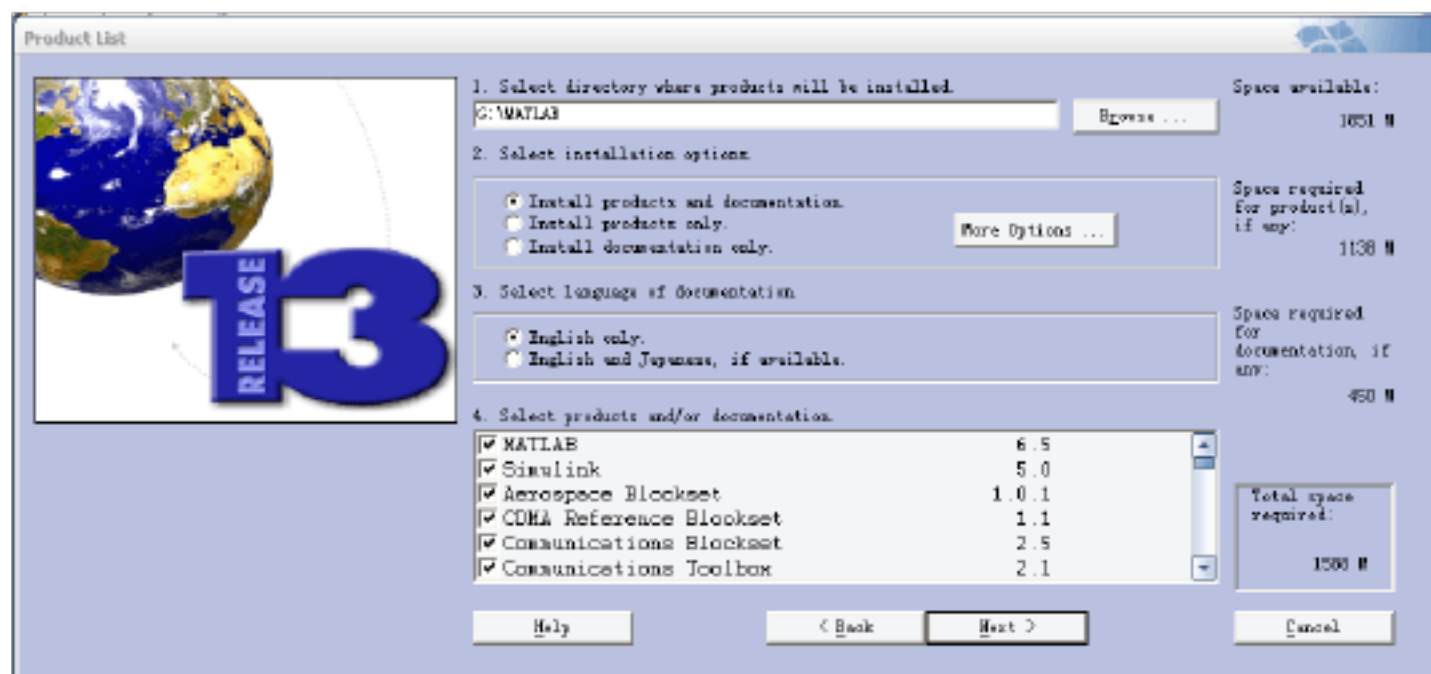 Product List
1. Select directory where products will be installed.
G:\MATLAB
Browse ...
Space available:
1051 M
2. Select installation options
Install products and documentation.
Install products only.
Install documentation only.
More Options ...
Space required
for product(s),
if any:
1138 M
3. Select language of documentation
English only.
English and Japanese, if available.
Space required
for
documentation, if
any:
450 M
4. Select products and/or documentation.
MATLAB 6.5
Simulink 5.0
Aerospace Blockset 1.0.1
CDMA Reference Blockset 1.1
Communications Blockset 2.5
Communications Toolbox 2.1
Total space
required:
1588 M
RELEASE
13
Help
< Back
Next >
Cancel